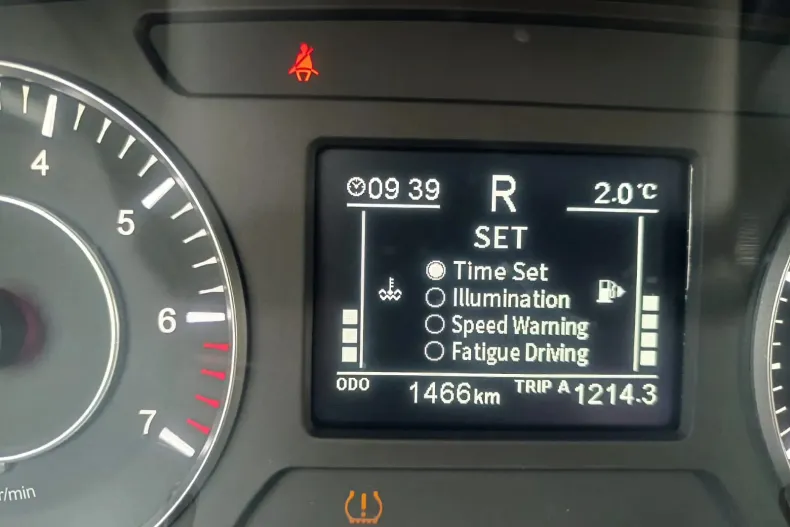 4
5
6
7
r/min
09 39
R
2.0℃
SET
Time Set
Illumination
Speed Warning
Fatigue Driving
ODO 1466km TRIP A 1214.3